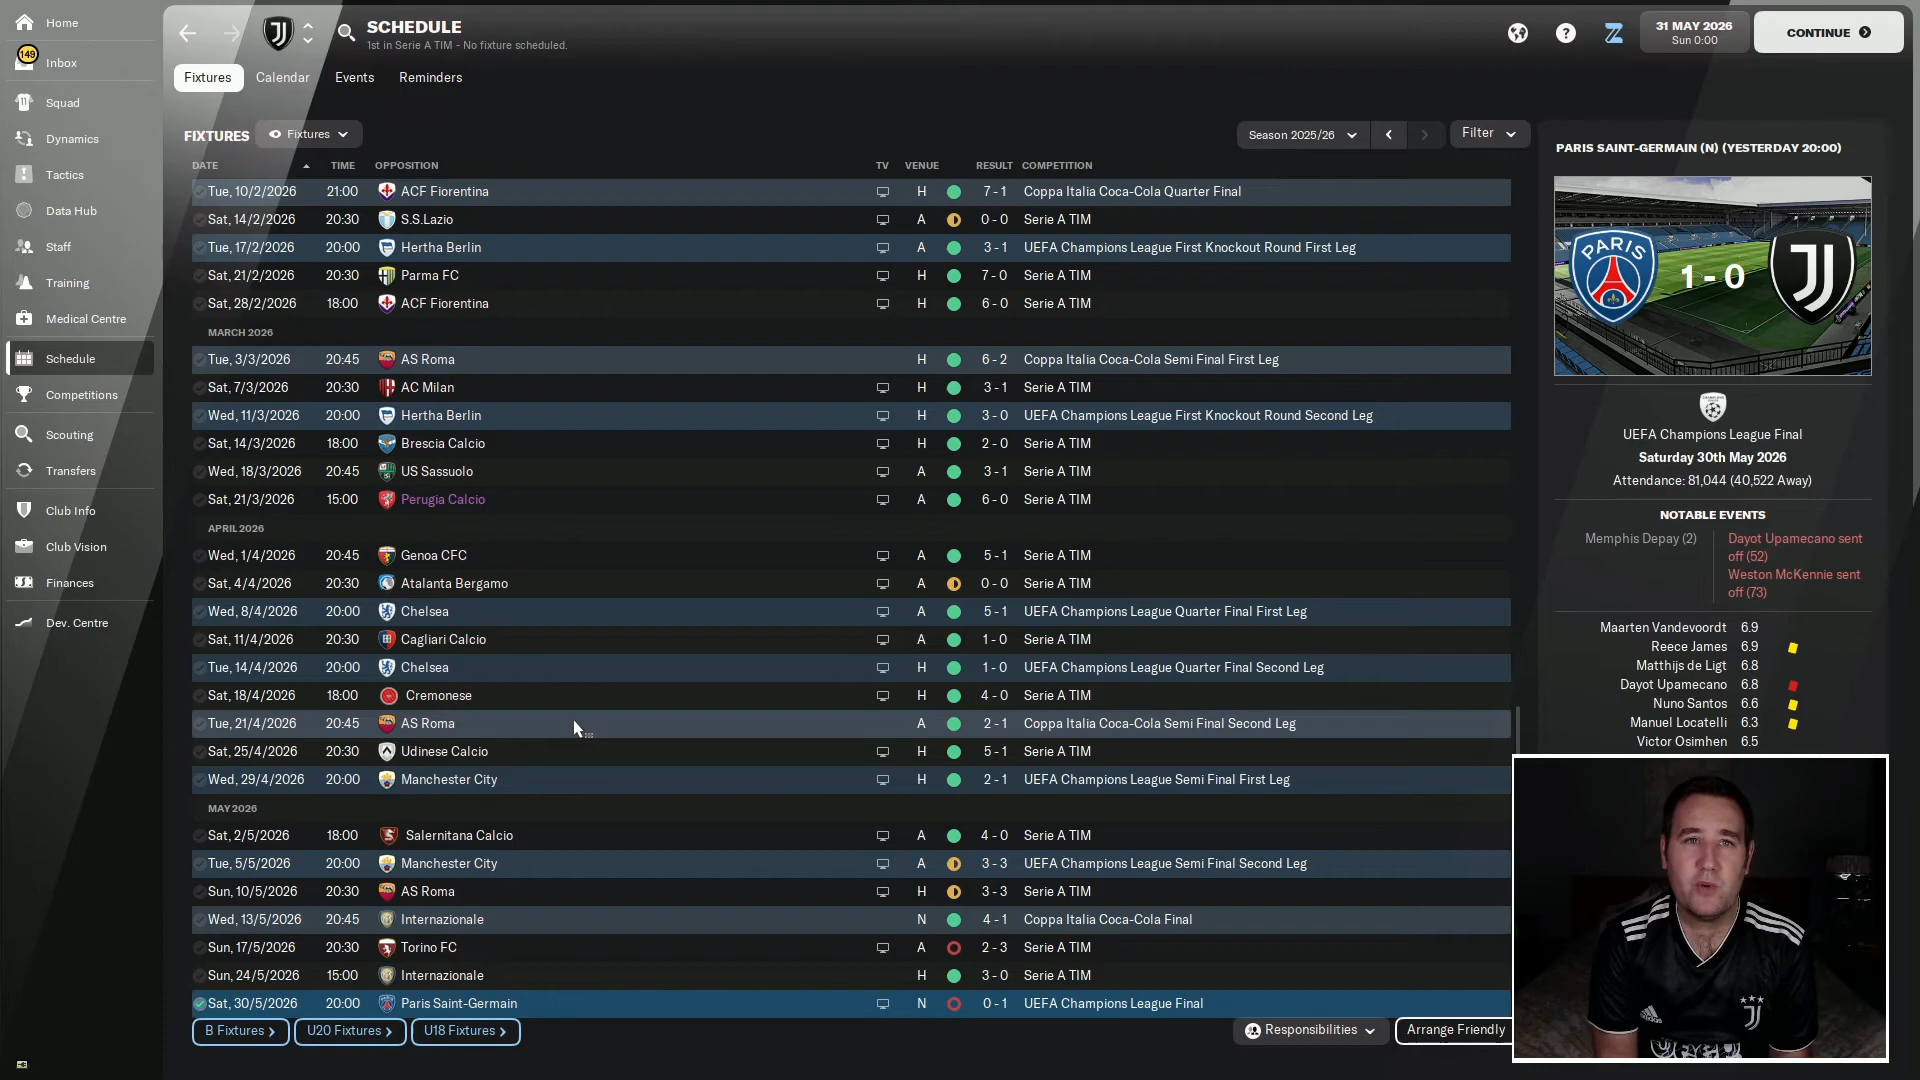 Home
149
Inbox
Squad
Dynamics
Tactics
Data Hub
Staff
Training
Medical Centre
Schedule
Competitions
Scouting
Transfers
Club Info
Club Vision
Finances
Dev. Centre
SCHEDULE
1st in Serie A TIM - No fixture scheduled.
31 MAY 2026
Sun 0:00
CONTINUE
Fixtures Calendar Events Reminders
FIXTURES Fixtures
Season 2025/26 Filter
DATE TIME OPPOSITION TV VENUE RESULT COMPETITION
Tue, 10/2/2026 21:00 ACF Fiorentina H 7 - 1 Coppa Italia Coca-Cola Quarter Final
Sat, 14/2/2026 20:30 S.S.Lazio A 0 - 0 Serie A TIM
Tue, 17/2/2026 20:00 Hertha Berlin A 3 - 1 UEFA Champions League First Knockout Round First Leg
Sat, 21/2/2026 20:30 Parma FC H 7 - 0 Serie A TIM
Sat, 28/2/2026 18:00 ACF Fiorentina H 6 - 0 Serie A TIM
MARCH 2026
Tue, 3/3/2026 20:45 AS Roma H 6 - 2 Coppa Italia Coca-Cola Semi Final First Leg
Sat, 7/3/2026 20:30 AC Milan H 3 - 1 Serie A TIM
Wed, 11/3/2026 20:00 Hertha Berlin H 3 - 0 UEFA Champions League First Knockout Round Second Leg
Sat, 14/3/2026 18:00 Brescia Calcio H 2 - 0 Serie A TIM
Wed, 18/3/2026 20:45 US Sassuolo A 3 - 1 Serie A TIM
Sat, 21/3/2026 15:00 Perugia Calcio A 6 - 0 Serie A TIM
APRIL 2026
Wed, 1/4/2026 20:45 Genoa CFC A 5 - 1 Serie A TIM
Sat, 4/4/2026 20:30 Atalanta Bergamo A 0 - 0 Serie A TIM
Wed, 8/4/2026 20:00 Chelsea A 5 - 1 UEFA Champions League Quarter Final First Leg
Sat, 11/4/2026 20:30 Cagliari Calcio A 1 - 0 Serie A TIM
Tue, 14/4/2026 20:00 Chelsea H 1 - 0 UEFA Champions League Quarter Final Second Leg
Sat, 18/4/2026 18:00 Cremonese H 4 - 0 Serie A TIM
Tue, 21/4/2026 20:45 AS Roma A 2 - 1 Coppa Italia Coca-Cola Semi Final Second Leg
Sat, 25/4/2026 20:30 Udinese Calcio H 5 - 1 Serie A TIM
Wed, 29/4/2026 20:00 Manchester City H 2 - 1 UEFA Champions League Semi Final First Leg
MAY 2026
Sat, 2/5/2026 18:00 Salernitana Calcio A 4 - 0 Serie A TIM
Tue, 5/5/2026 20:00 Manchester City A 3 - 3 UEFA Champions League Semi Final Second Leg
Sun, 10/5/2026 20:30 AS Roma H 3 - 3 Serie A TIM
Wed, 13/5/2026 20:45 Internazionale N 4 - 1 Coppa Italia Coca-Cola Final
Sun, 17/5/2026 20:30 Torino FC A 2 - 3 Serie A TIM
Sun, 24/5/2026 15:00 Internazionale H 3 - 0 Serie A TIM
Sat, 30/5/2026 20:00 Paris Saint-Germain N 0 - 1 UEFA Champions League Final
B Fixtures U20 Fixtures U18 Fixtures Responsibilities Arrange Friendly
PARIS SAINT-GERMAIN (N) (YESTERDAY 20:00)
PARIS
1 - 0
UEFA Champions League Final
Saturday 30th May 2026
Attendance: 81,044 (40,522 Away)
NOTABLE EVENTS
Memphis Depay (2)
Dayot Upamecano sent
off (52)
Weston McKennie sent
off (73)
Maarten Vandevoordt 6.9
Reece James 6.9
Matthijs de Ligt 6.8
Dayot Upamecano 6.8
Nuno Santos 6.6
Manuel Locatelli 6.3
Victor Osimhen 6.5